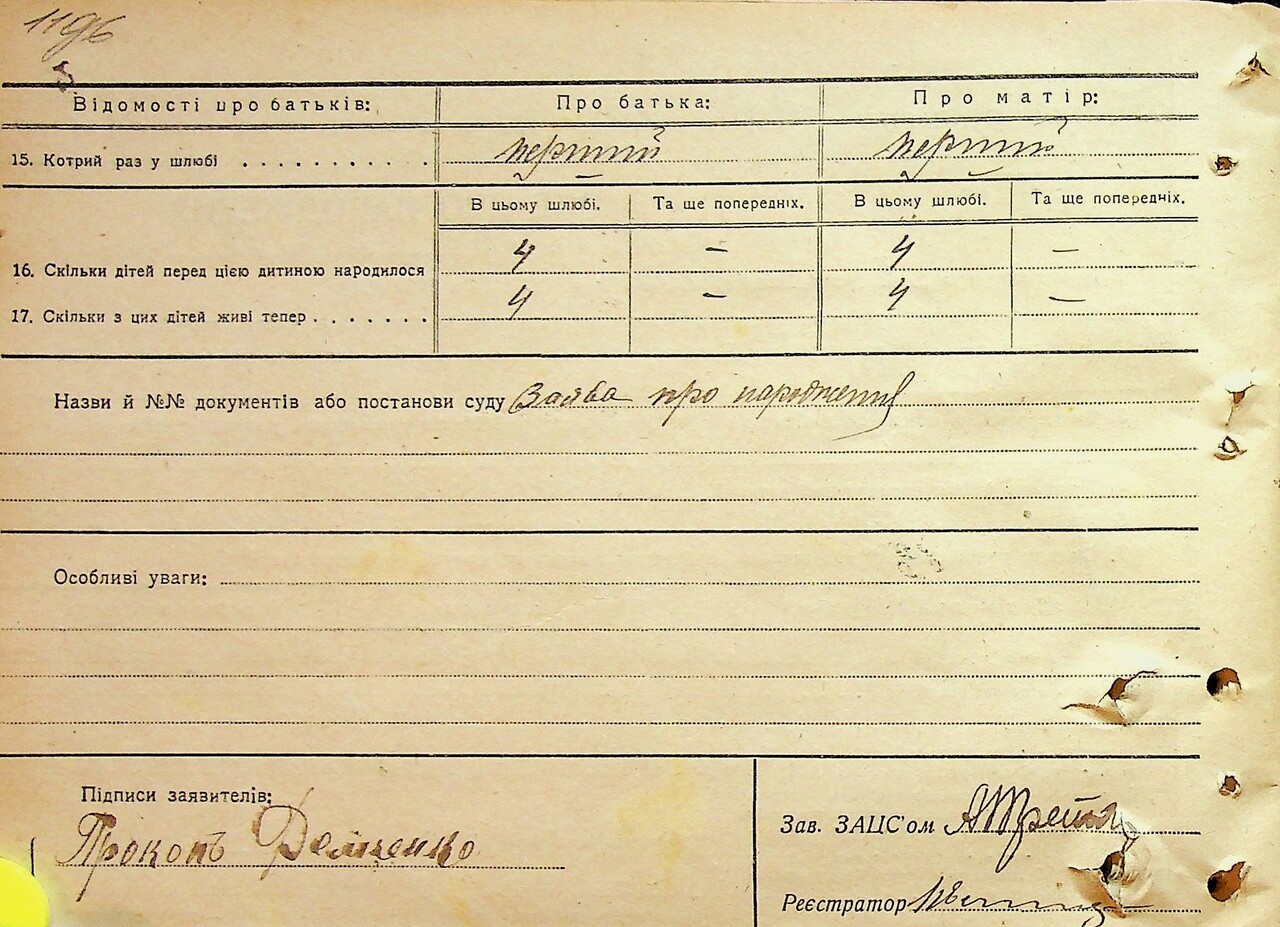 1196
Відомості про батьків: Про батька: Про матір:
15. Котрий раз у шлюбі . . . . . . . . . . . перший перший
В цьому шлюбі. Та ще попередніх. В цьому шлюбі. Та ще попередніх.
16. Скільки дітей перед цією дитиною народилося 4 — 4 —
17. Скільки з цих дітей живі тепер . . . . . . . 4 — 4 —
Назви й №№ документів або постанови суду Заява про народження
Особливі уваги:
Підписи заявителів:
Прокопъ Демченко
Зав. ЗАЦС'ом
Реєстратор